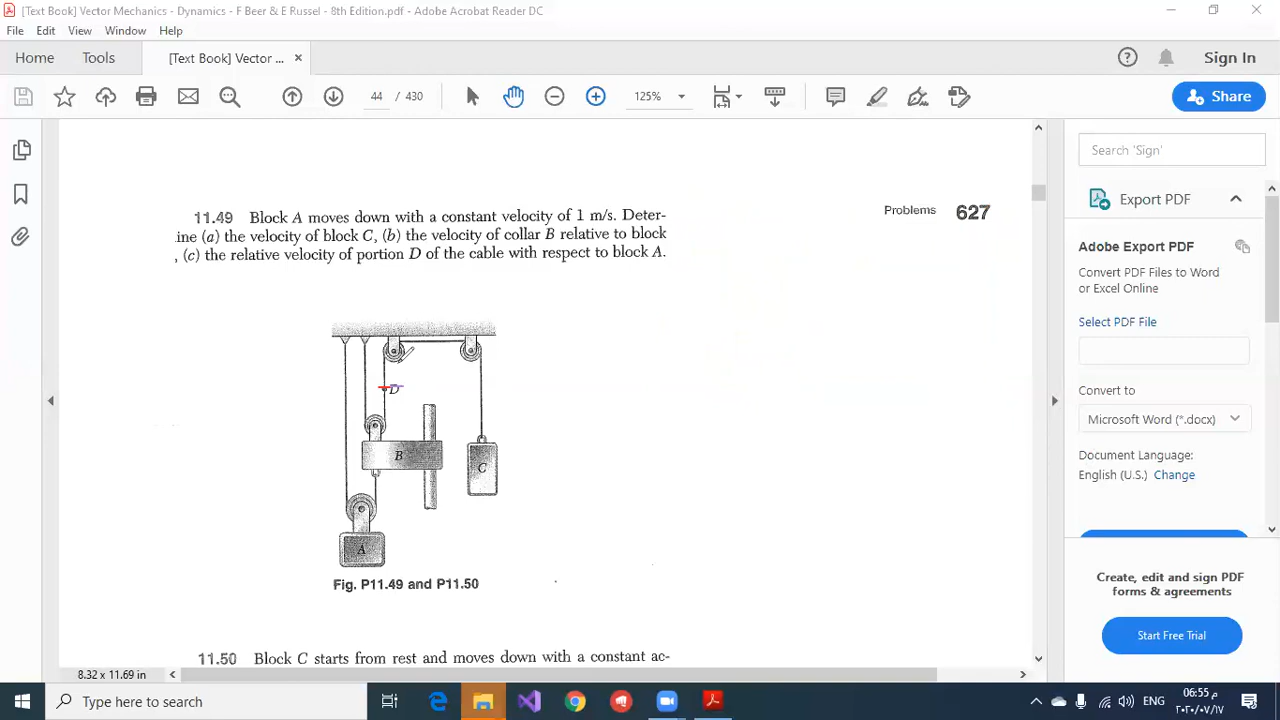 [Text Book] Vector Mechanics - Dynamics - F Beer & E Russel - 8th Edition.pdf - Adobe Acrobat Reader DC
File Edit View Window Help
Home Tools [Text Book] Vector ... × Sign In
44 / 430 125% Share
Problems 627
11.49 Block A moves down with a constant velocity of 1 m/s. Deter-
ine (a) the velocity of block C, (b) the velocity of collar B relative to block
, (c) the relative velocity of portion D of the cable with respect to block A.
D
B
C
A
Fig. P11.49 and P11.50
11.50 Block C starts from rest and moves down with a constant ac-
8.32 x 11.69 in
Search 'Sign'
Export PDF
Adobe Export PDF
Convert PDF Files to Word
or Excel Online
Select PDF File
Convert to
Microsoft Word (*.docx)
Document Language:
English (U.S.) Change
Create, edit and sign PDF
forms & agreements
Start Free Trial
Type here to search
ENG
06:55 م
٢٠٢٠/٠٧/١٧